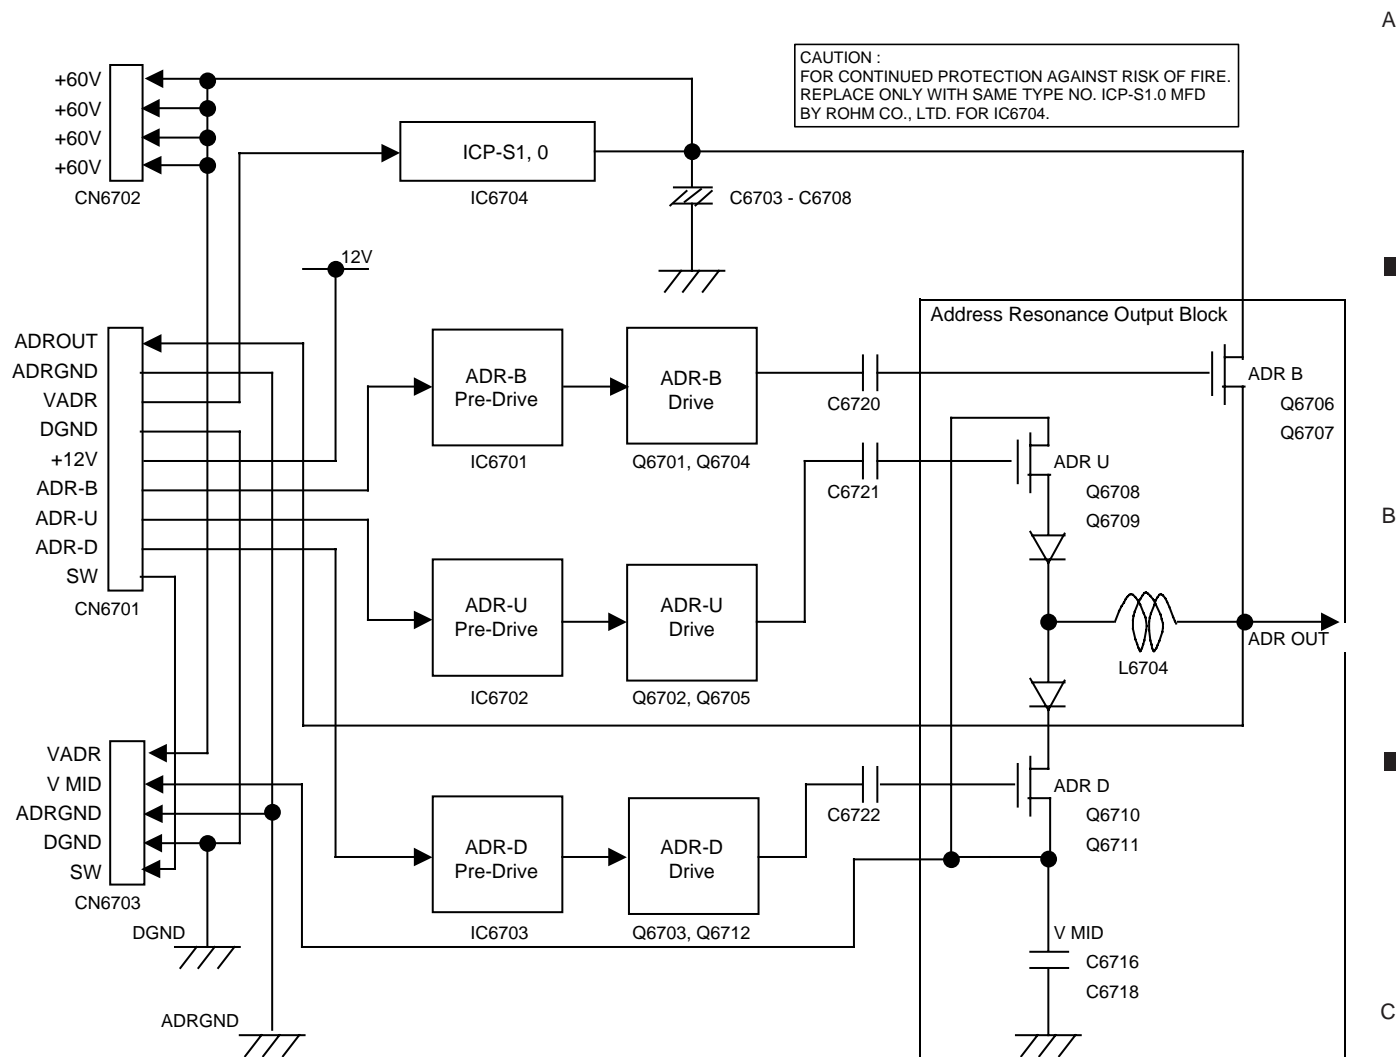 A
CAUTION :
FOR CONTINUED PROTECTION AGAINST RISK OF FIRE.
REPLACE ONLY WITH SAME TYPE NO. ICP-S1.0 MFD
BY ROHM CO., LTD. FOR IC6704.
+60V
+60V
+60V
+60V
CN6702
ICP-S1, 0
IC6704
C6703 - C6708
12V
Address Resonance Output Block
ADROUT
ADRGND
VADR
DGND
+12V
ADR-B
ADR-U
ADR-D
SW
CN6701
ADR-B
Pre-Drive
IC6701
ADR-B
Drive
Q6701, Q6704
C6720
ADR B
Q6706
Q6707
C6721
ADR U
Q6708
Q6709
B
ADR-U
Pre-Drive
IC6702
ADR-U
Drive
Q6702, Q6705
L6704
ADR OUT
VADR
V MID
ADRGND
DGND
SW
CN6703
ADR-D
Pre-Drive
IC6703
ADR-D
Drive
Q6703, Q6712
C6722
ADR D
Q6710
Q6711
DGND
V MID
C6716
C6718
ADRGND
C